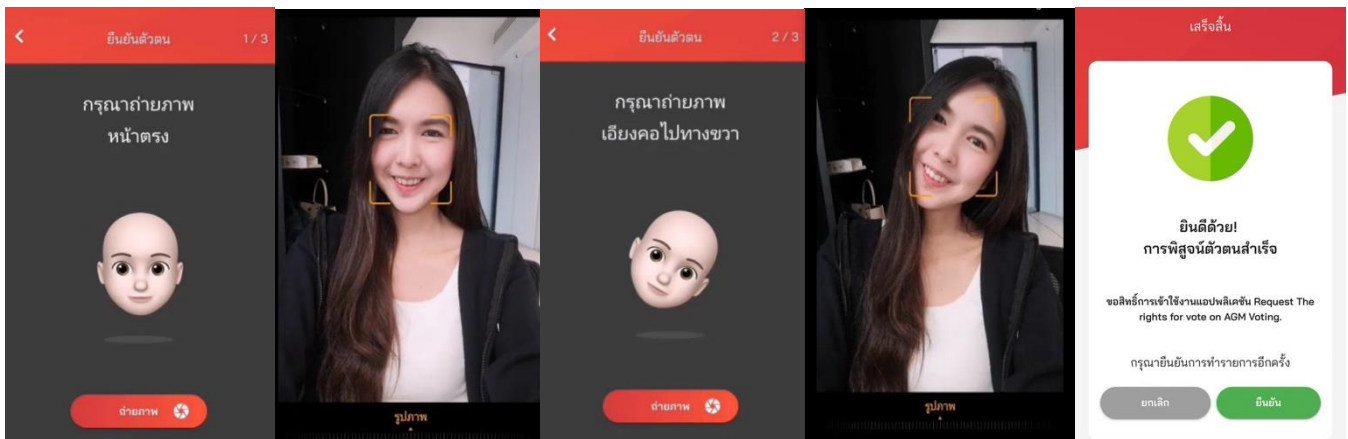 ยืนยันตัวตน 1/3
กรุณาถ่ายภาพ
หน้าตรง
ถ่ายภาพ
รูปภาพ
ยืนยันตัวตน 2/3
กรุณาถ่ายภาพ
เอียงคอไปทางขวา
ถ่ายภาพ
รูปภาพ
เสร็จสิ้น
ยินดีด้วย!
การพิสูจน์ตัวตนสำเร็จ
ขอสิทธิ์การเข้าใช้งานแอปพลิเคชัน Request The
rights for vote on AGM Voting.
กรุณายืนยันการทำรายการอีกครั้ง
ยกเลิก ยืนยัน